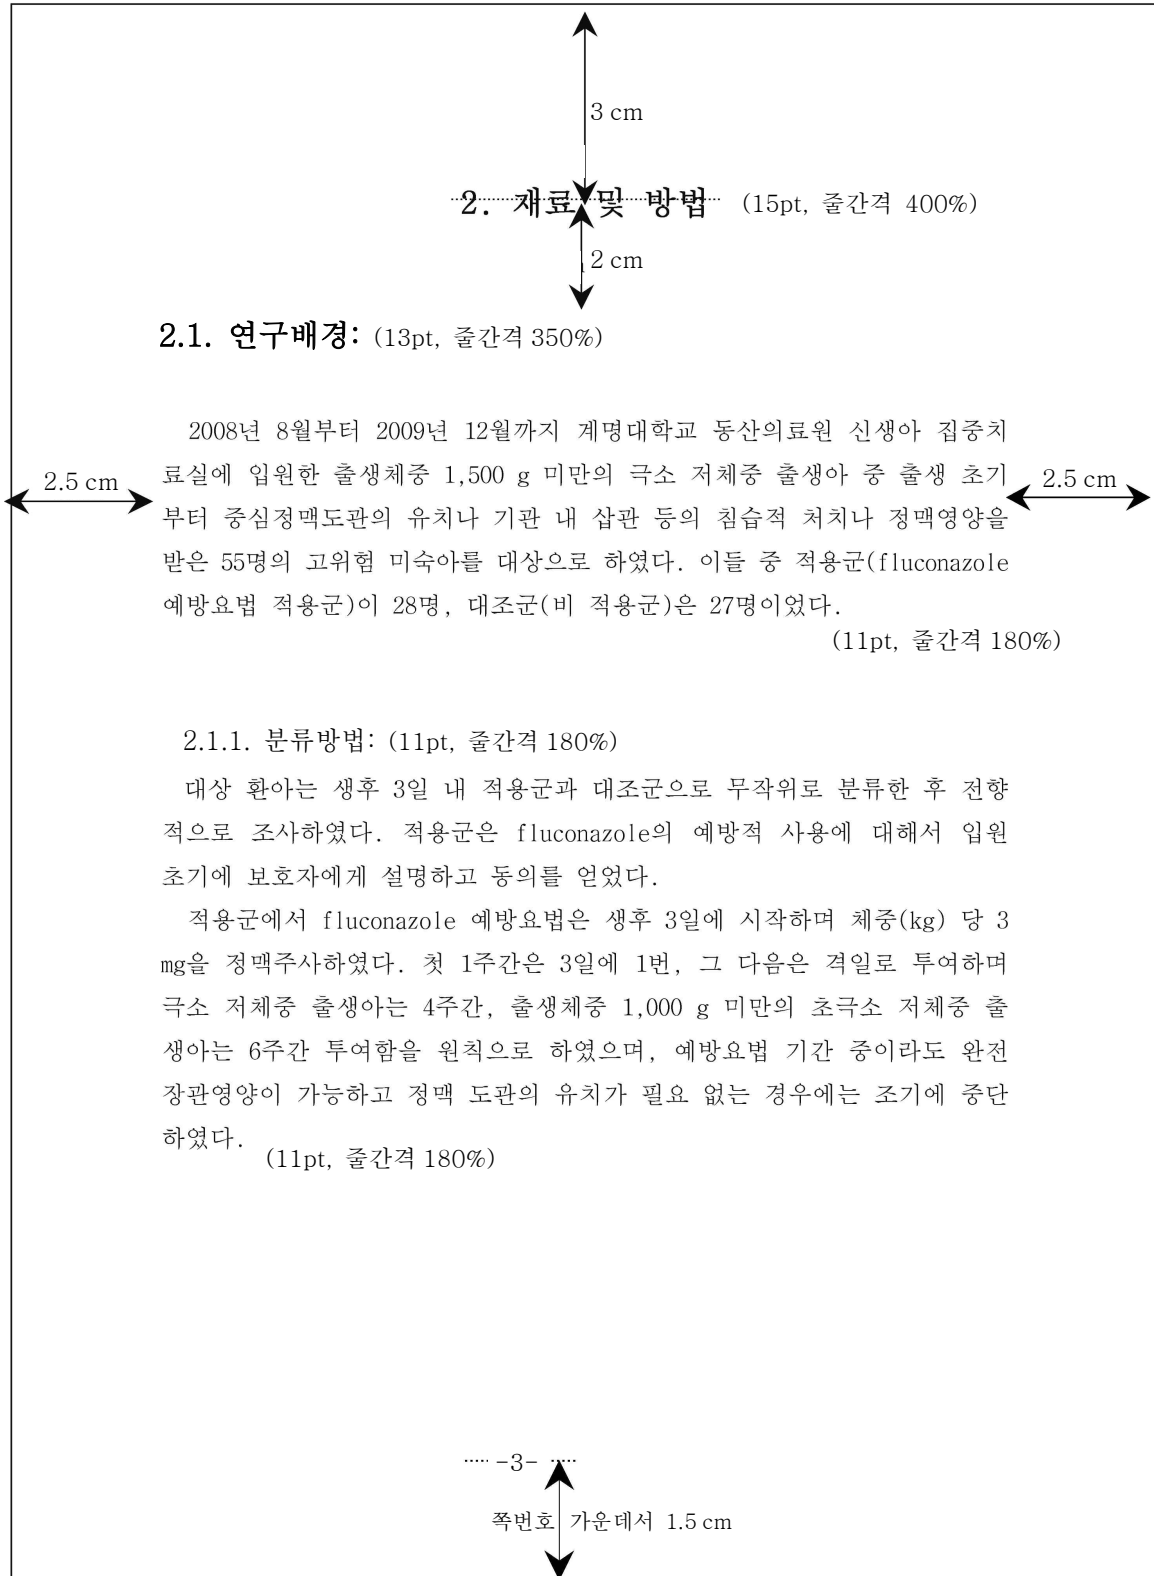 3 cm
2. 재료 및 방법 (15pt, 줄간격 400%)
2 cm
2.1. 연구배경: (13pt, 줄간격 350%)
2008년 8월부터 2009년 12월까지 계명대학교 동산의료원 신생아 집중치
료실에 입원한 출생체중 1,500 g 미만의 극소 저체중 출생아 중 출생 초기
2.5 cm
2.5 cm
부터 중심정맥도관의 유치나 기관 내 삽관 등의 침습적 처치나 정맥영양을
받은 55명의 고위험 미숙아를 대상으로 하였다. 이들 중 적용군(fluconazole
예방요법 적용군)이 28명, 대조군(비 적용군)은 27명이었다.
(11pt, 줄간격 180%)
2.1.1. 분류방법: (11pt, 줄간격 180%)
대상 환아는 생후 3일 내 적용군과 대조군으로 무작위로 분류한 후 전향
적으로 조사하였다. 적용군은 fluconazole의 예방적 사용에 대해서 입원
초기에 보호자에게 설명하고 동의를 얻었다.
적용군에서 fluconazole 예방요법은 생후 3일에 시작하며 체중(kg) 당 3
mg을 정맥주사하였다. 첫 1주간은 3일에 1번, 그 다음은 격일로 투여하며
극소 저체중 출생아는 4주간, 출생체중 1,000 g 미만의 초극소 저체중 출
생아는 6주간 투여함을 원칙으로 하였으며, 예방요법 기간 중이라도 완전
장관영양이 가능하고 정맥 도관의 유치가 필요 없는 경우에는 조기에 중단
하였다.
(11pt, 줄간격 180%)
-3-
쪽번호 가운데서 1.5 cm